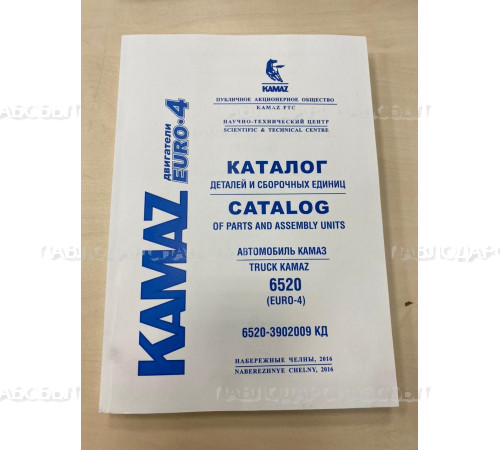 KAMAZ
двигатели
EURO·4
KAMAZ
ПУБЛИЧНОЕ АКЦИОНЕРНОЕ ОБЩЕСТВО
KAMAZ PTC
НАУЧНО-ТЕХНИЧЕСКИЙ ЦЕНТР
SCIENTIFIC & TECHNICAL CENTRE
КАТАЛОГ
ДЕТАЛЕЙ И СБОРОЧНЫХ ЕДИНИЦ
CATALOG
OF PARTS AND ASSEMBLY UNITS
АВТОМОБИЛЬ КАМАЗ
TRUCK KAMAZ
6520
(EURO-4)
6520-3902009 КД
НАБЕРЕЖНЫЕ ЧЕЛНЫ, 2016
NABEREZHNYE CHELNY, 2016